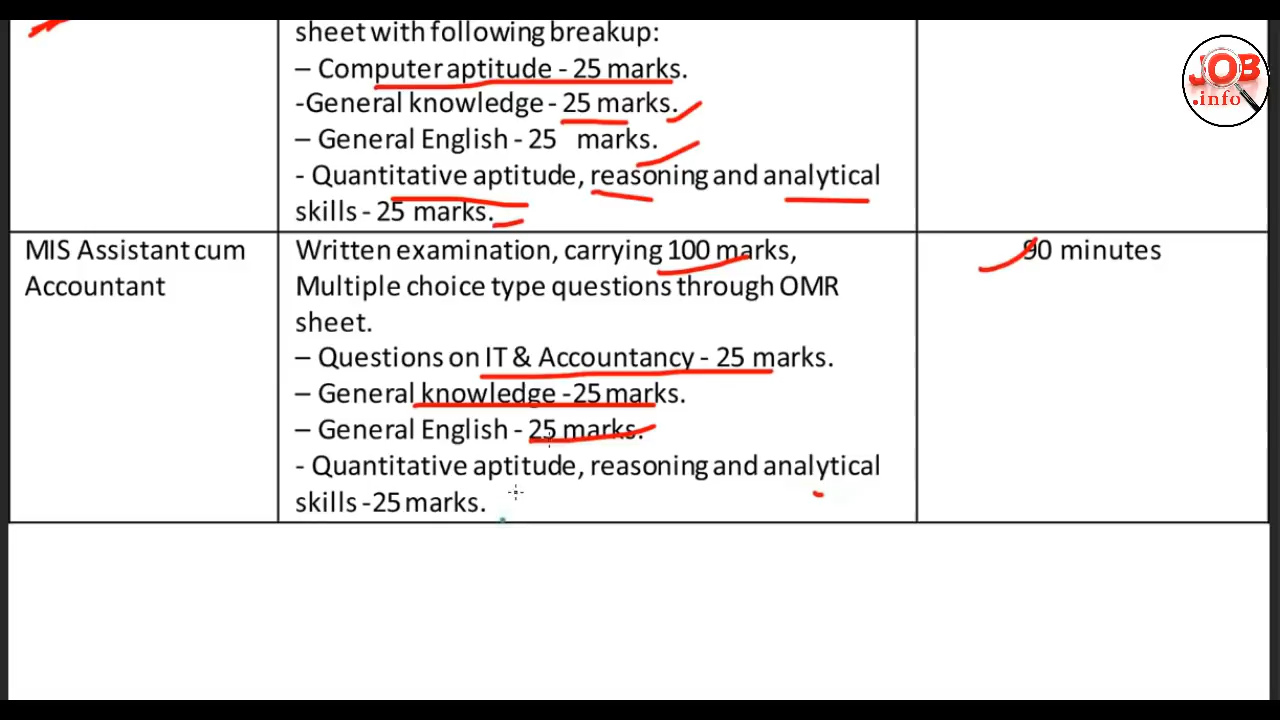 sheet with following breakup:
– Computer aptitude - 25 marks.
-General knowledge - 25 marks.
– General English - 25 marks.
- Quantitative aptitude, reasoning and analytical
skills - 25 marks.
MIS Assistant cum
Accountant
Written examination, carrying 100 marks,
Multiple choice type questions through OMR
sheet.
– Questions on IT & Accountancy - 25 marks.
– General knowledge -25 marks.
– General English - 25 marks.
- Quantitative aptitude, reasoning and analytical
skills -25 marks.
90 minutes
JOB
.info